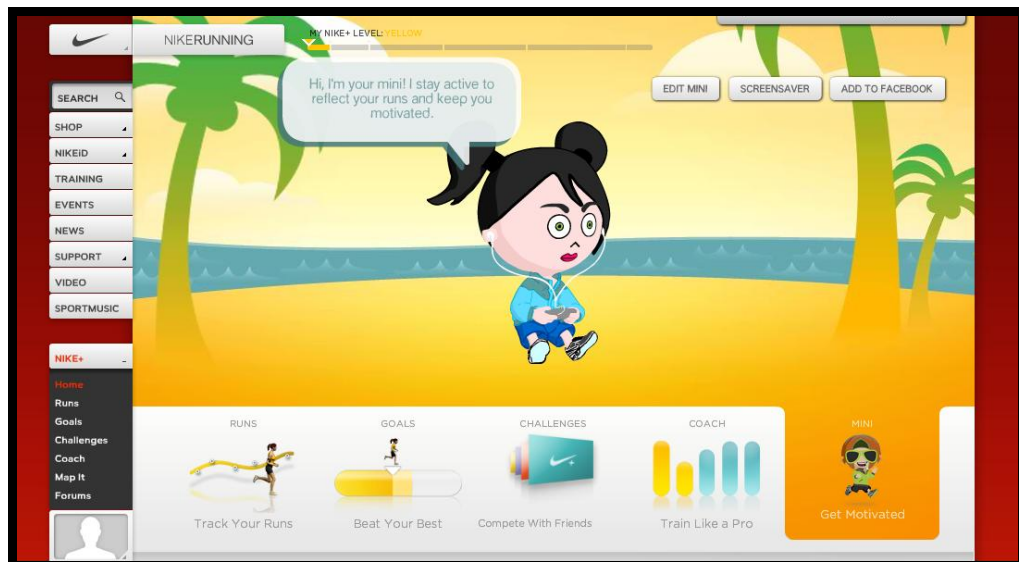 NIKERUNNING
MY NIKE+ LEVEL: YELLOW
Hi, I'm your mini! I stay active to
reflect your runs and keep you
motivated.
EDIT MINI
SCREENSAVER
ADD TO FACEBOOK
SEARCH
SHOP
NIKEiD
TRAINING
EVENTS
NEWS
SUPPORT
VIDEO
SPORTMUSIC
NIKE+
Home
Runs
Goals
Challenges
Coach
Map It
Forums
RUNS
Track Your Runs
GOALS
Beat Your Best
CHALLENGES
Compete With Friends
COACH
Train Like a Pro
MINI
Get Motivated